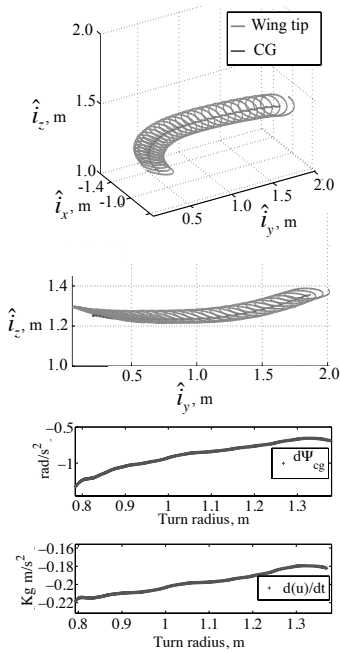 2.0
Wing tip
CG
1.5
î_z, m
1.0
-1.4
î_x, m
-1.0
0.5
1.0
1.5
2.0
î_y, m
1.4
î_z, m
1.2
1.0
0.5
1.0
1.5
2.0
î_y, m
−0.5
rad/s²
−1
dΨ_cg
0.8 0.9 1 1.1 1.2 1.3
Turn radius, m
−0.16
Kg m/s²
−0.18
−0.2
−0.22
d(u)/dt
0.8 0.9 1 1.1 1.2 1.3
Turn radius, m